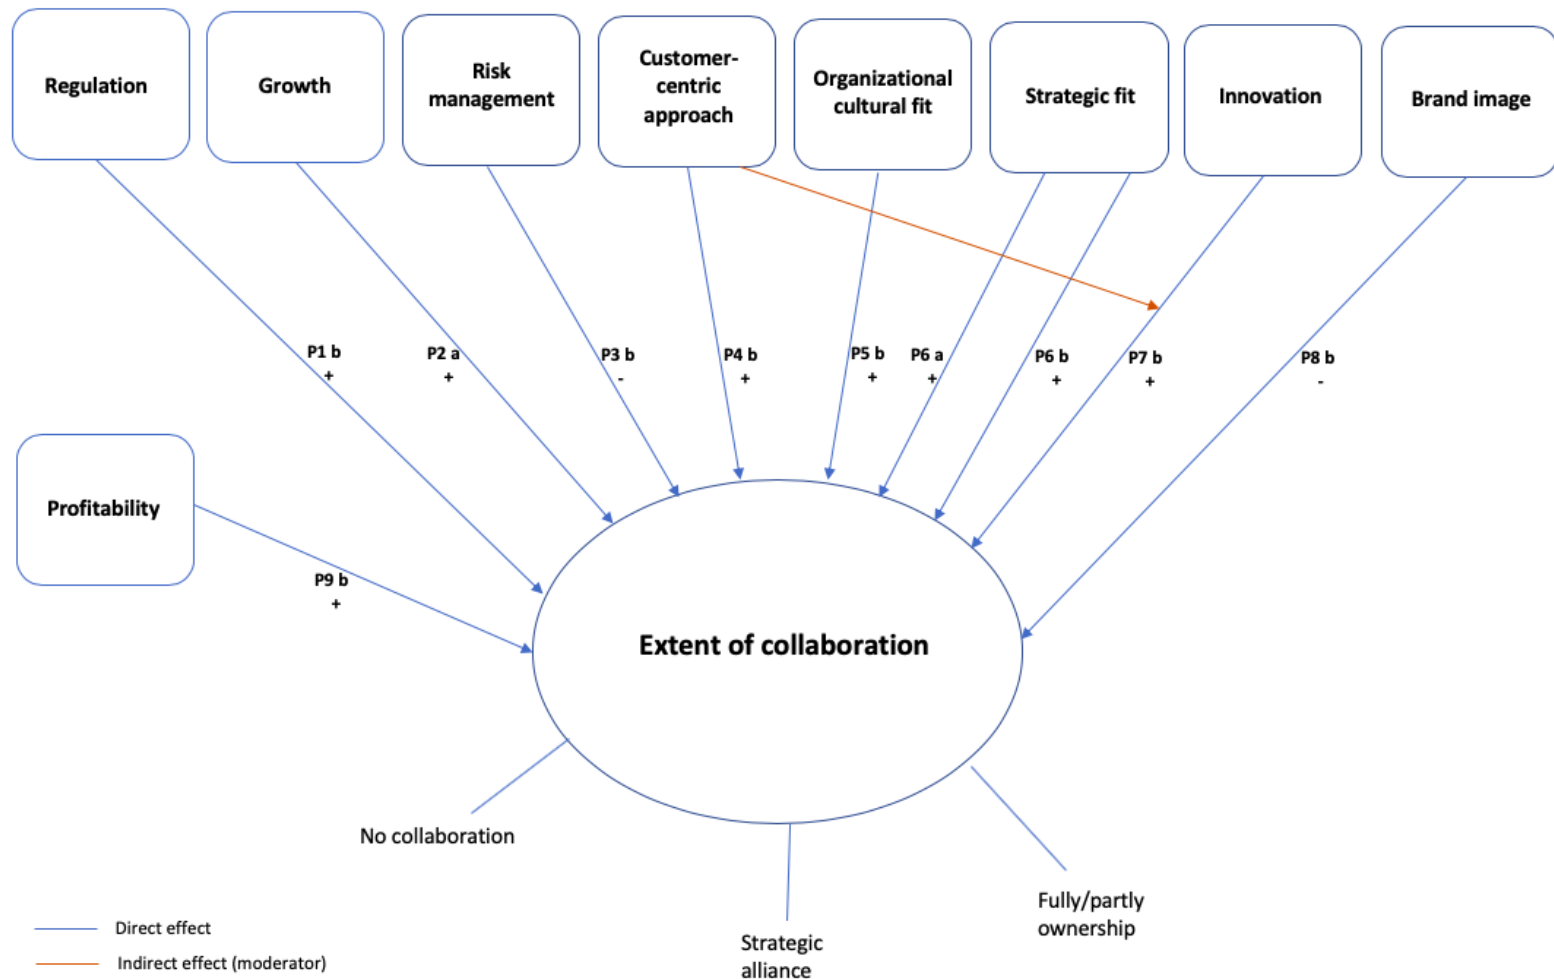 Regulation
Growth
Risk
management
Customer-
centric
approach
Organizational
cultural fit
Strategic fit
Innovation
Brand image
P1 b
+
P2 a
+
P3 b
-
P4 b
+
P5 b
+
P6 a
+
P6 b
+
P7 b
+
P8 b
-
Profitability
P9 b
+
Extent of collaboration
No collaboration
Strategic
alliance
Fully/partly
ownership
Direct effect
Indirect effect (moderator)